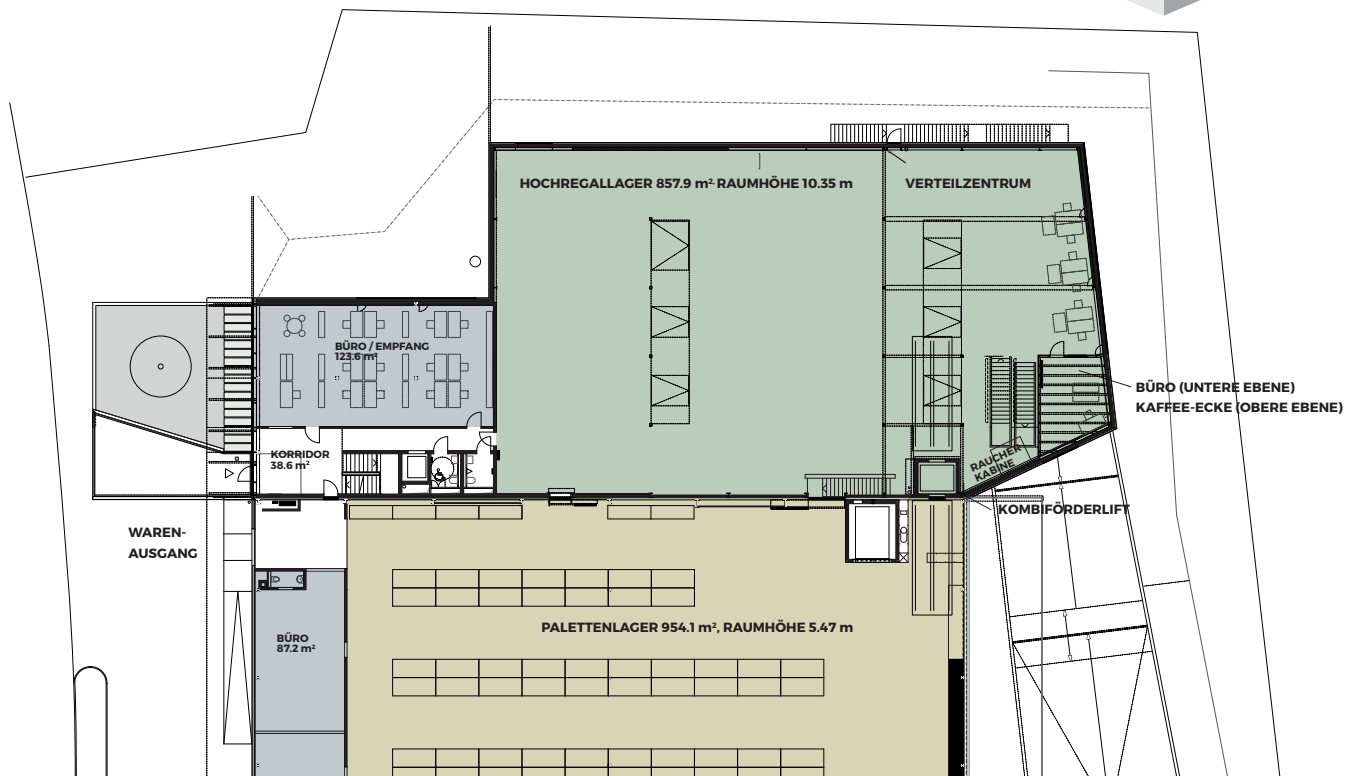 HOCHREGALLAGER 857.9 m², RAUMHÖHE 10.35 m
VERTEILZENTRUM
BÜRO / EMPFANG
123.6 m²
BÜRO (UNTERE EBENE)
KAFFEE-ECKE (OBERE EBENE)
KORRIDOR
38.6 m²
RAUCHER
KABINE
KOMBIFÖRDERLIFT
WAREN-
AUSGANG
PALETTENLAGER 954.1 m², RAUMHÖHE 5.47 m
BÜRO
87.2 m²